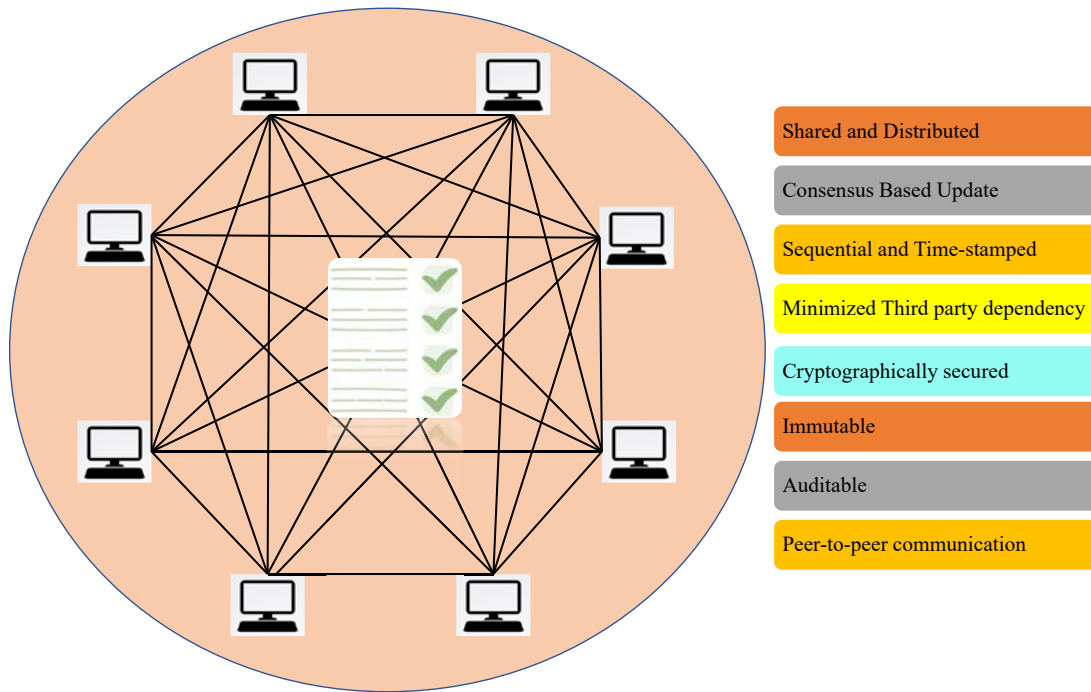 Shared and Distributed
Consensus Based Update
Sequential and Time-stamped
Minimized Third party dependency
Cryptographically secured
Immutable
Auditable
Peer-to-peer communication